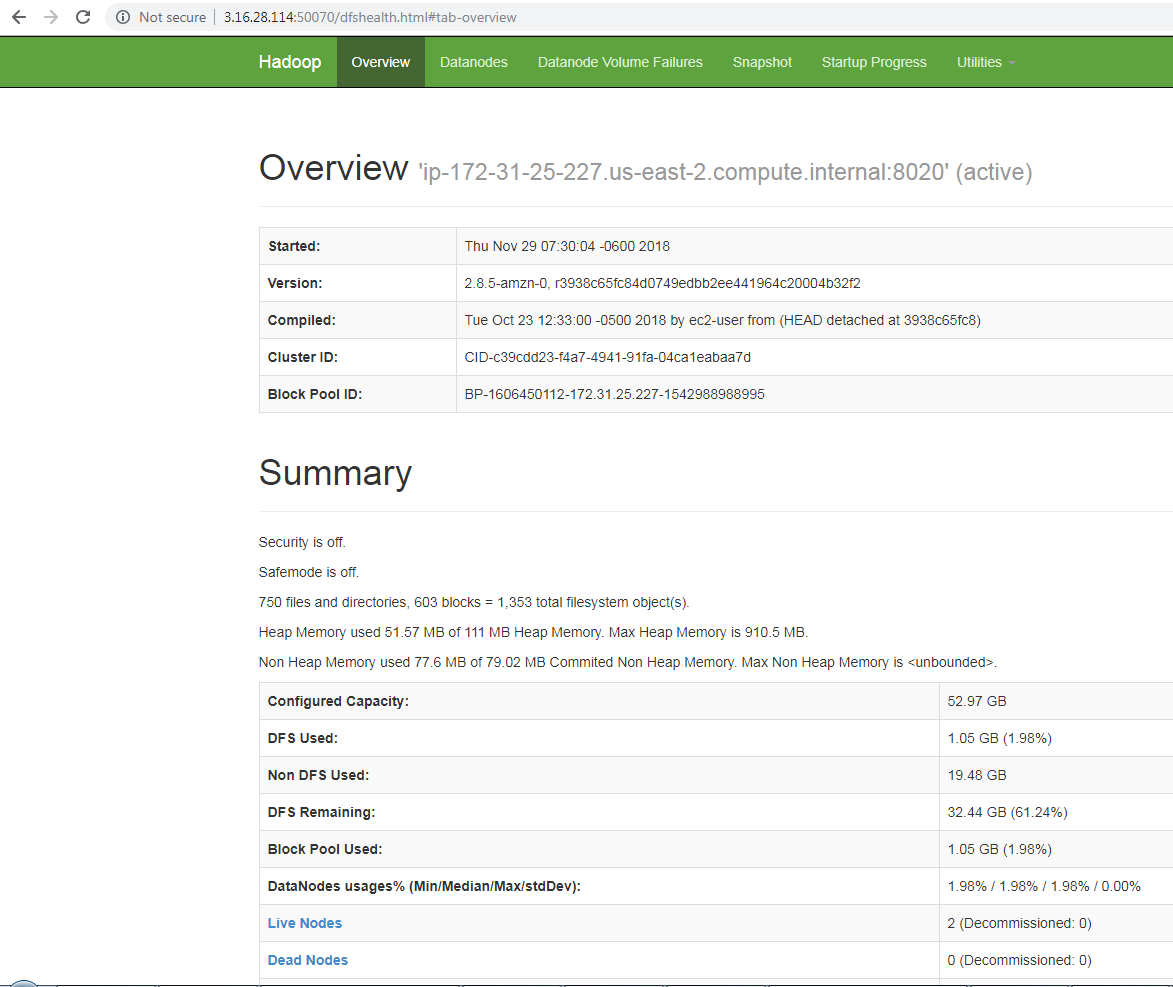 Not secure | 3.16.28.114:50070/dfshealth.html#tab-overview
Hadoop Overview Datanodes Datanode Volume Failures Snapshot Startup Progress Utilities
Overview 'ip-172-31-25-227.us-east-2.compute.internal:8020' (active)
Started: Thu Nov 29 07:30:04 -0600 2018
Version: 2.8.5-amzn-0, r3938c65fc84d0749edbb2ee441964c20004b32f2
Compiled: Tue Oct 23 12:33:00 -0500 2018 by ec2-user from (HEAD detached at 3938c65fc8)
Cluster ID: CID-c39cdd23-f4a7-4941-91fa-04ca1eabaa7d
Block Pool ID: BP-1606450112-172.31.25.227-1542988988995
Summary
Security is off.
Safemode is off.
750 files and directories, 603 blocks = 1,353 total filesystem object(s).
Heap Memory used 51.57 MB of 111 MB Heap Memory. Max Heap Memory is 910.5 MB.
Non Heap Memory used 77.6 MB of 79.02 MB Commited Non Heap Memory. Max Non Heap Memory is <unbounded>.
Configured Capacity: 52.97 GB
DFS Used: 1.05 GB (1.98%)
Non DFS Used: 19.48 GB
DFS Remaining: 32.44 GB (61.24%)
Block Pool Used: 1.05 GB (1.98%)
DataNodes usages% (Min/Median/Max/stdDev): 1.98% / 1.98% / 1.98% / 0.00%
Live Nodes 2 (Decommissioned: 0)
Dead Nodes 0 (Decommissioned: 0)